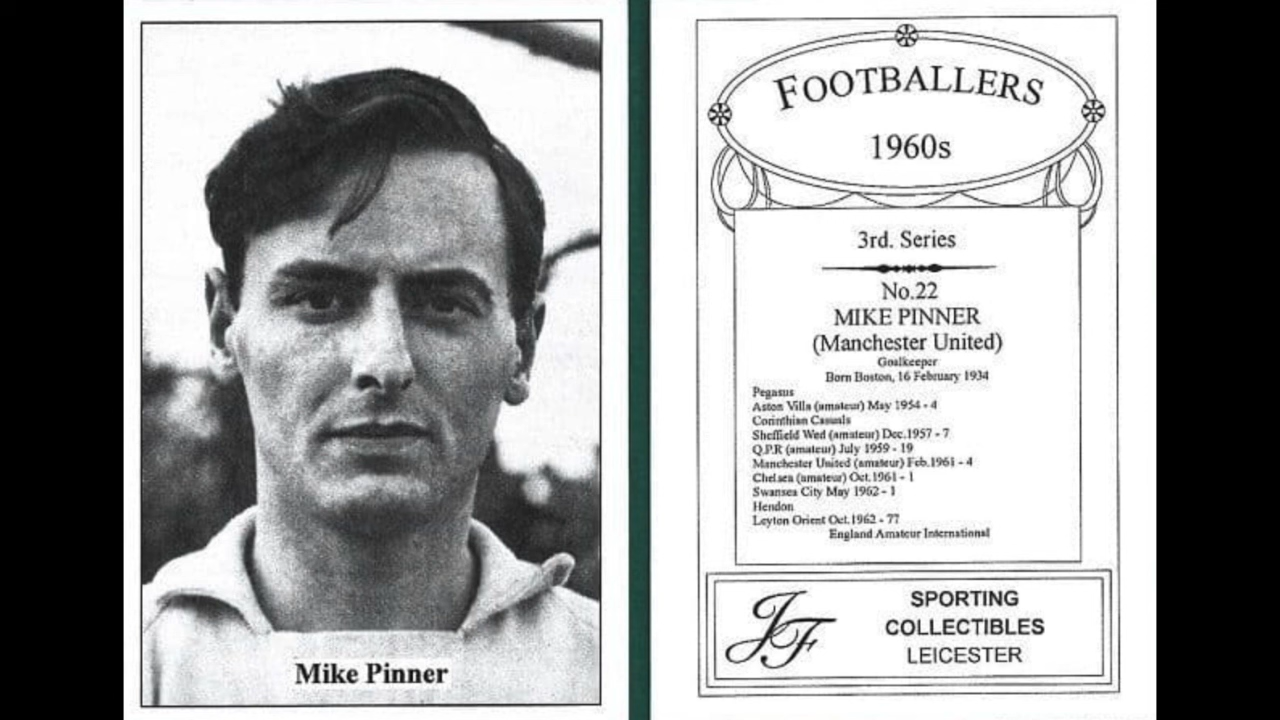 Mike Pinner
FOOTBALLERS
1960s
3rd. Series
No.22
MIKE PINNER
(Manchester United)
Goalkeeper
Born Boston, 16 February 1934
Pegasus
Aston Villa (amateur) May 1954 - 4
Corinthian Casuals
Sheffield Wed (amateur) Dec.1957 - 7
Q.P.R (amateur) July 1959 - 19
Manchester United (amateur) Feb.1961 - 4
Chelsea (amateur) Oct.1961 - 1
Swansea City May 1962 - 1
Hendon
Leyton Orient Oct.1962 - 77
England Amateur International
JF
SPORTING
COLLECTIBLES
LEICESTER